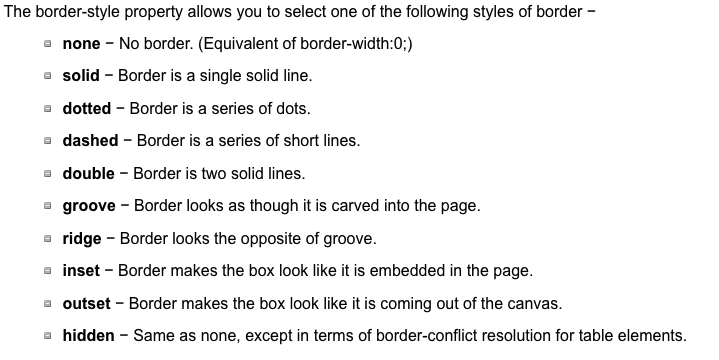 The border-style property allows you to select one of the following styles of border −
none − No border. (Equivalent of border-width:0;)
solid − Border is a single solid line.
dotted − Border is a series of dots.
dashed − Border is a series of short lines.
double − Border is two solid lines.
groove − Border looks as though it is carved into the page.
ridge − Border looks the opposite of groove.
inset − Border makes the box look like it is embedded in the page.
outset − Border makes the box look like it is coming out of the canvas.
hidden − Same as none, except in terms of border-conflict resolution for table elements.